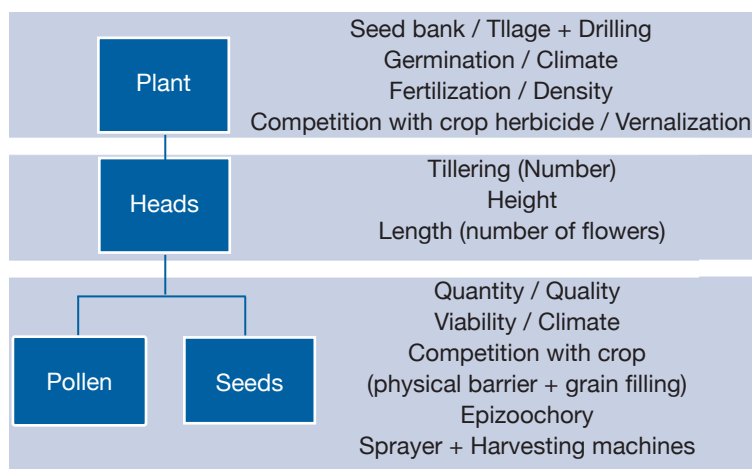 Plant
Seed bank / Tllage + Drilling
Germination / Climate
Fertilization / Density
Competition with crop herbicide / Vernalization
Heads
Tillering (Number)
Height
Length (number of flowers)
Pollen
Seeds
Quantity / Quality
Viability / Climate
Competition with crop
(physical barrier + grain filling)
Epizoochory
Sprayer + Harvesting machines